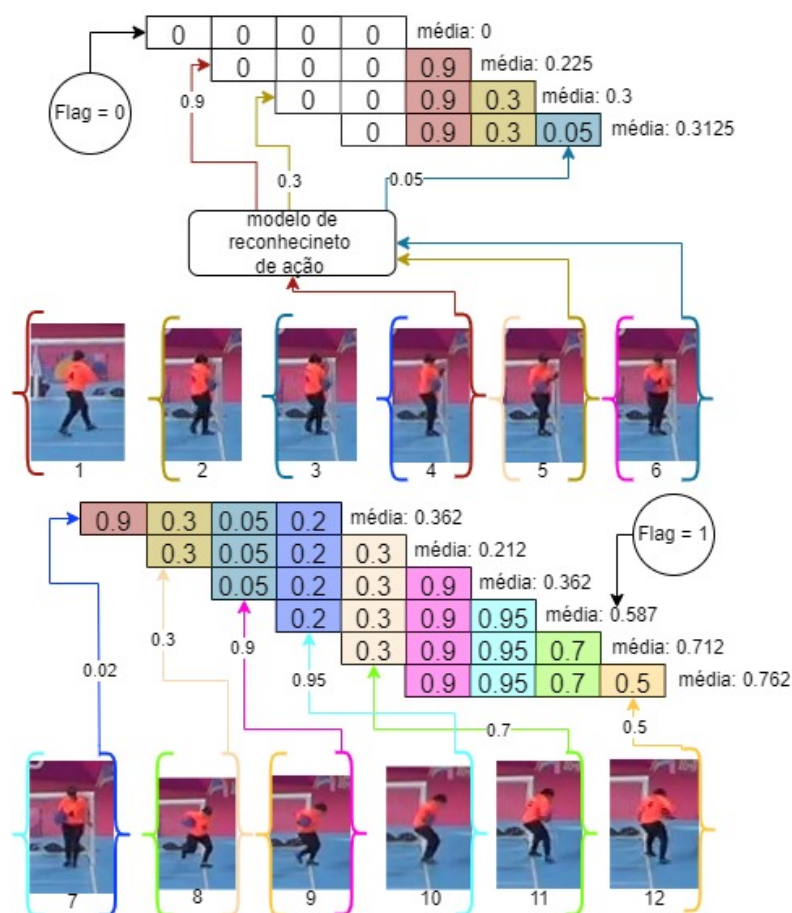 0 0 0 0 média: 0
0 0 0 0.9 média: 0.225
0.9
Flag = 0
0 0 0.9 0.3 média: 0.3
0 0.9 0.3 0.05 média: 0.3125
0.3
0.05
modelo de
reconhecineto
de ação
1 2 3 4 5 6
0.9 0.3 0.05 0.2 média: 0.362
Flag = 1
0.3 0.05 0.2 0.3 média: 0.212
0.05 0.2 0.3 0.9 média: 0.362
0.2 0.3 0.9 0.95 média: 0.587
0.3 0.9 0.95 0.7 média: 0.712
0.9 0.95 0.7 0.5 média: 0.762
0.02
0.3
0.9
0.95
0.7
0.5
7 8 9 10 11 12